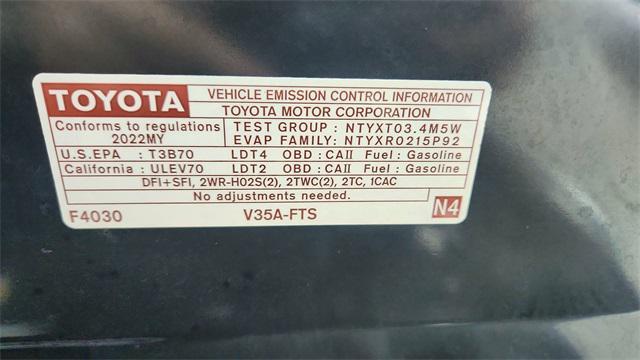 TOYOTA VEHICLE EMISSION CONTROL INFORMATION
TOYOTA MOTOR CORPORATION
Conforms to regulations TEST GROUP : NTYXT03.4M5W
2022MY EVAP FAMILY: NTYXR0215P92
U.S.EPA : T3B70 LDT4 OBD : CAII Fuel : Gasoline
California : ULEV70 LDT2 OBD : CAII Fuel : Gasoline
DFI+SFI, 2WR-HO2S(2), 2TWC(2), 2TC, 1CAC
No adjustments needed.
F4030 V35A-FTS N4